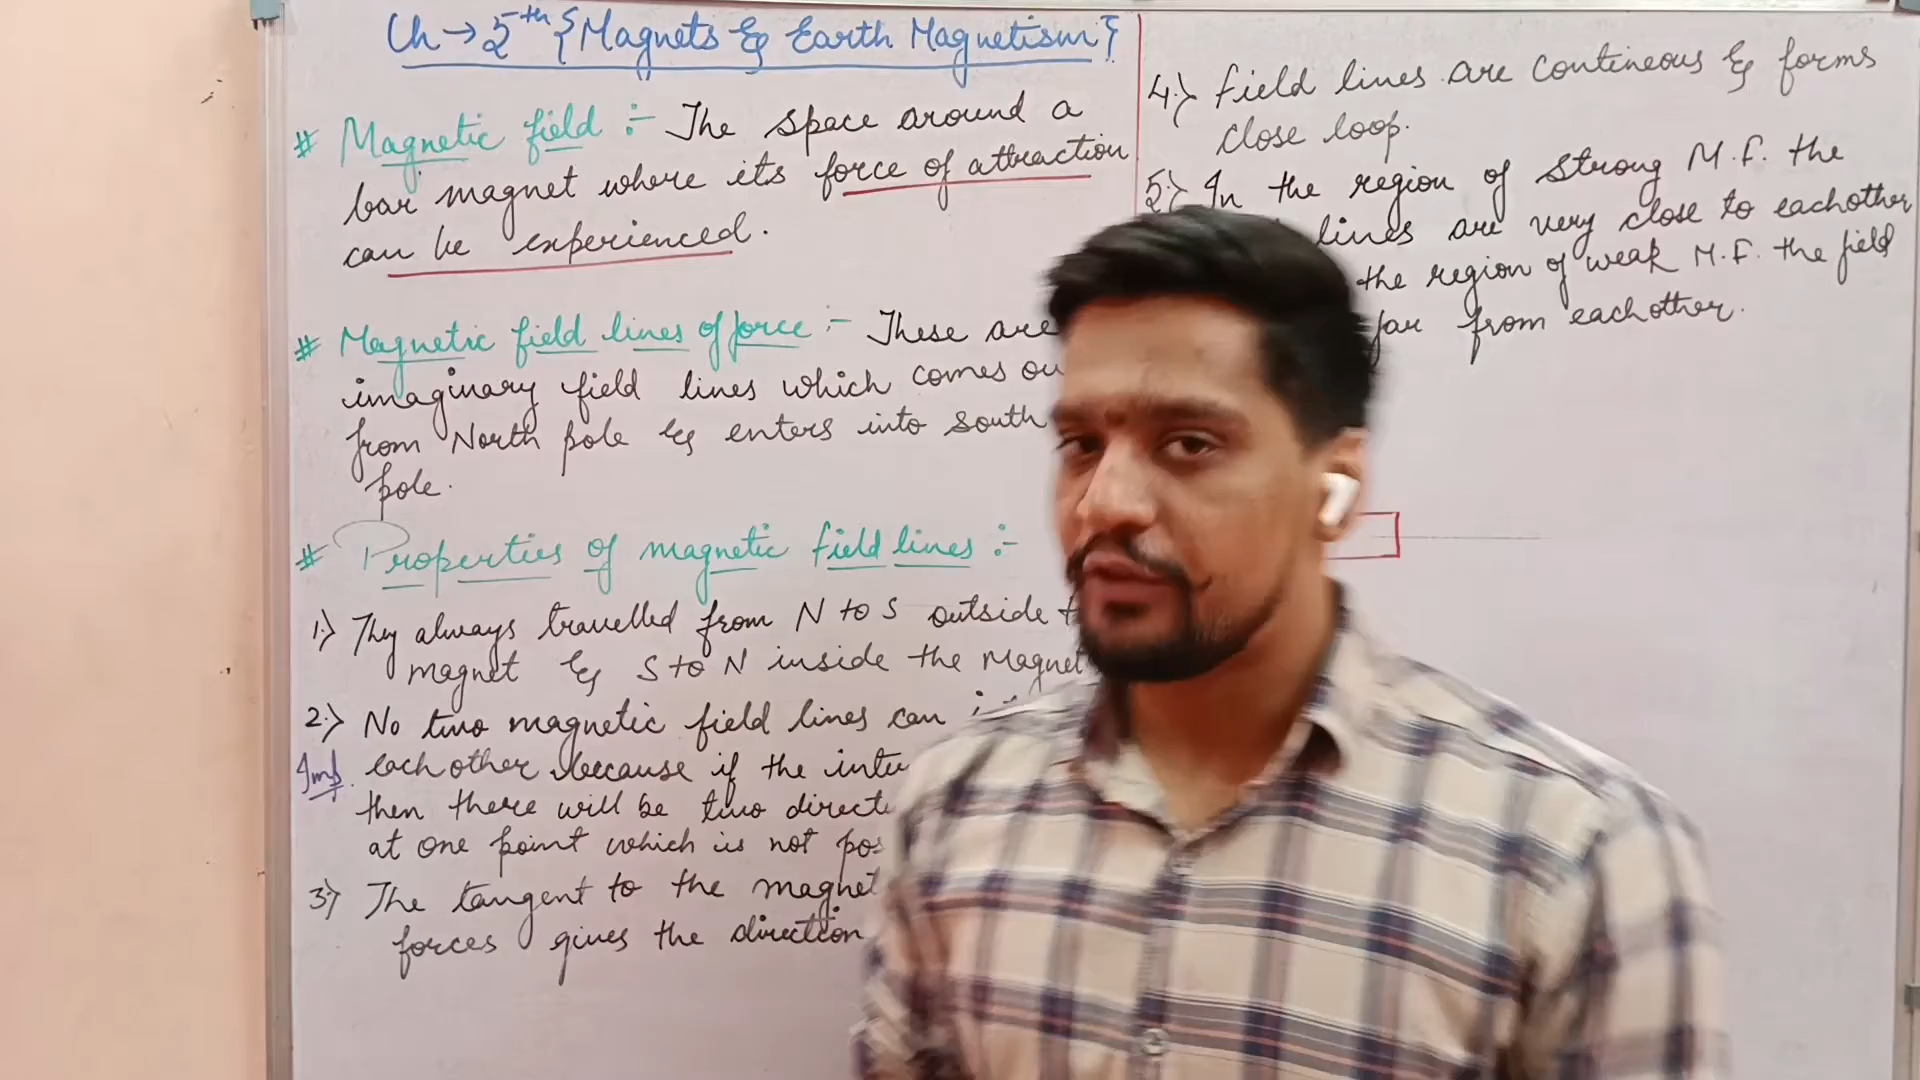 Ch → 5th {Magnets & Earth Magnetism}
# Magnetic field :- The space around a
bar magnet where its force of attraction
can be experienced.
# Magnetic field lines of force :- These are
imaginary field lines which comes
from North pole & enters into south
pole.
# Properties of magnetic field lines :-
1.) They always travelled from N to S outside
magnet & S to N inside the Magnet
2.) No two magnetic field lines can
Imp. each other because if the
then there will be two
at one point which is not
3.) The tangent to the
forces gives the direction
4.) field lines are contineous & forms
close loop.
5.) In the region of strong M.F. the
lines are very close to eachother
the region of weak M.F. the field
far from eachother.